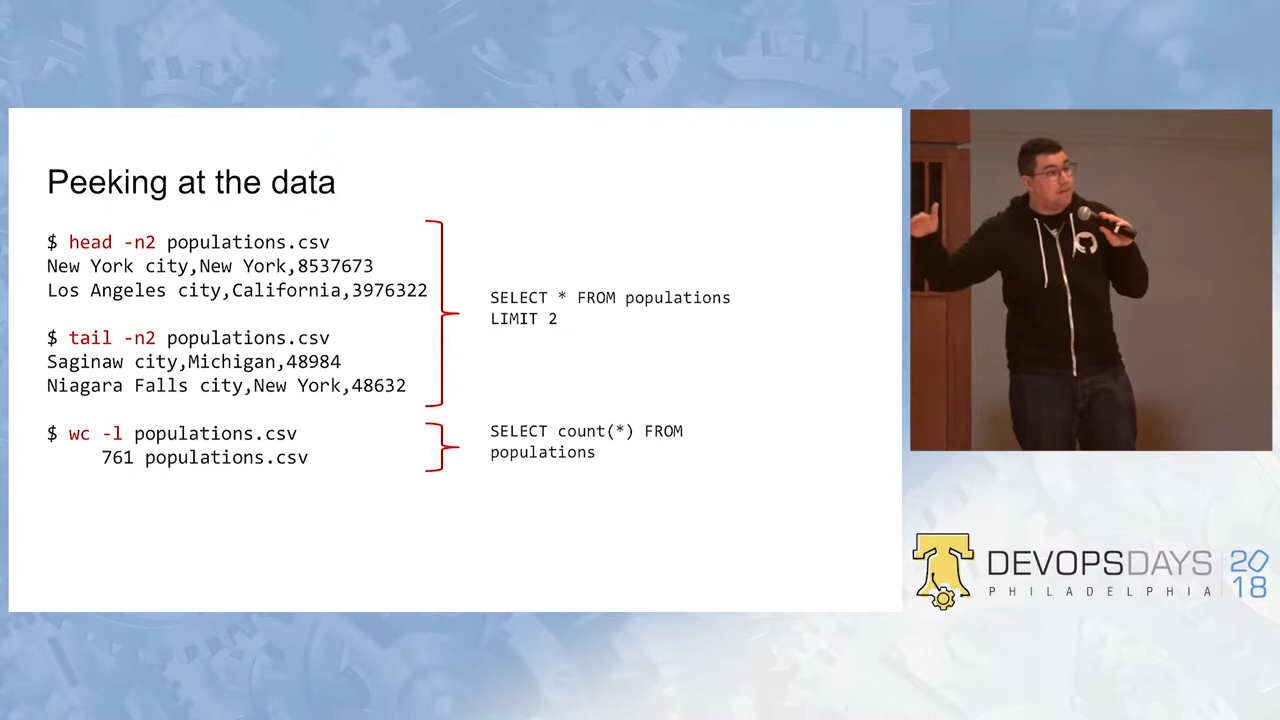 Peeking at the data
$ head -n2 populations.csv
New York city,New York,8537673
Los Angeles city,California,3976322
$ tail -n2 populations.csv
Saginaw city,Michigan,48984
Niagara Falls city,New York,48632
$ wc -l populations.csv
761 populations.csv
SELECT * FROM populations
LIMIT 2
SELECT count(*) FROM
populations
DEVOPSDAYS
PHILADELPHIA
20
18